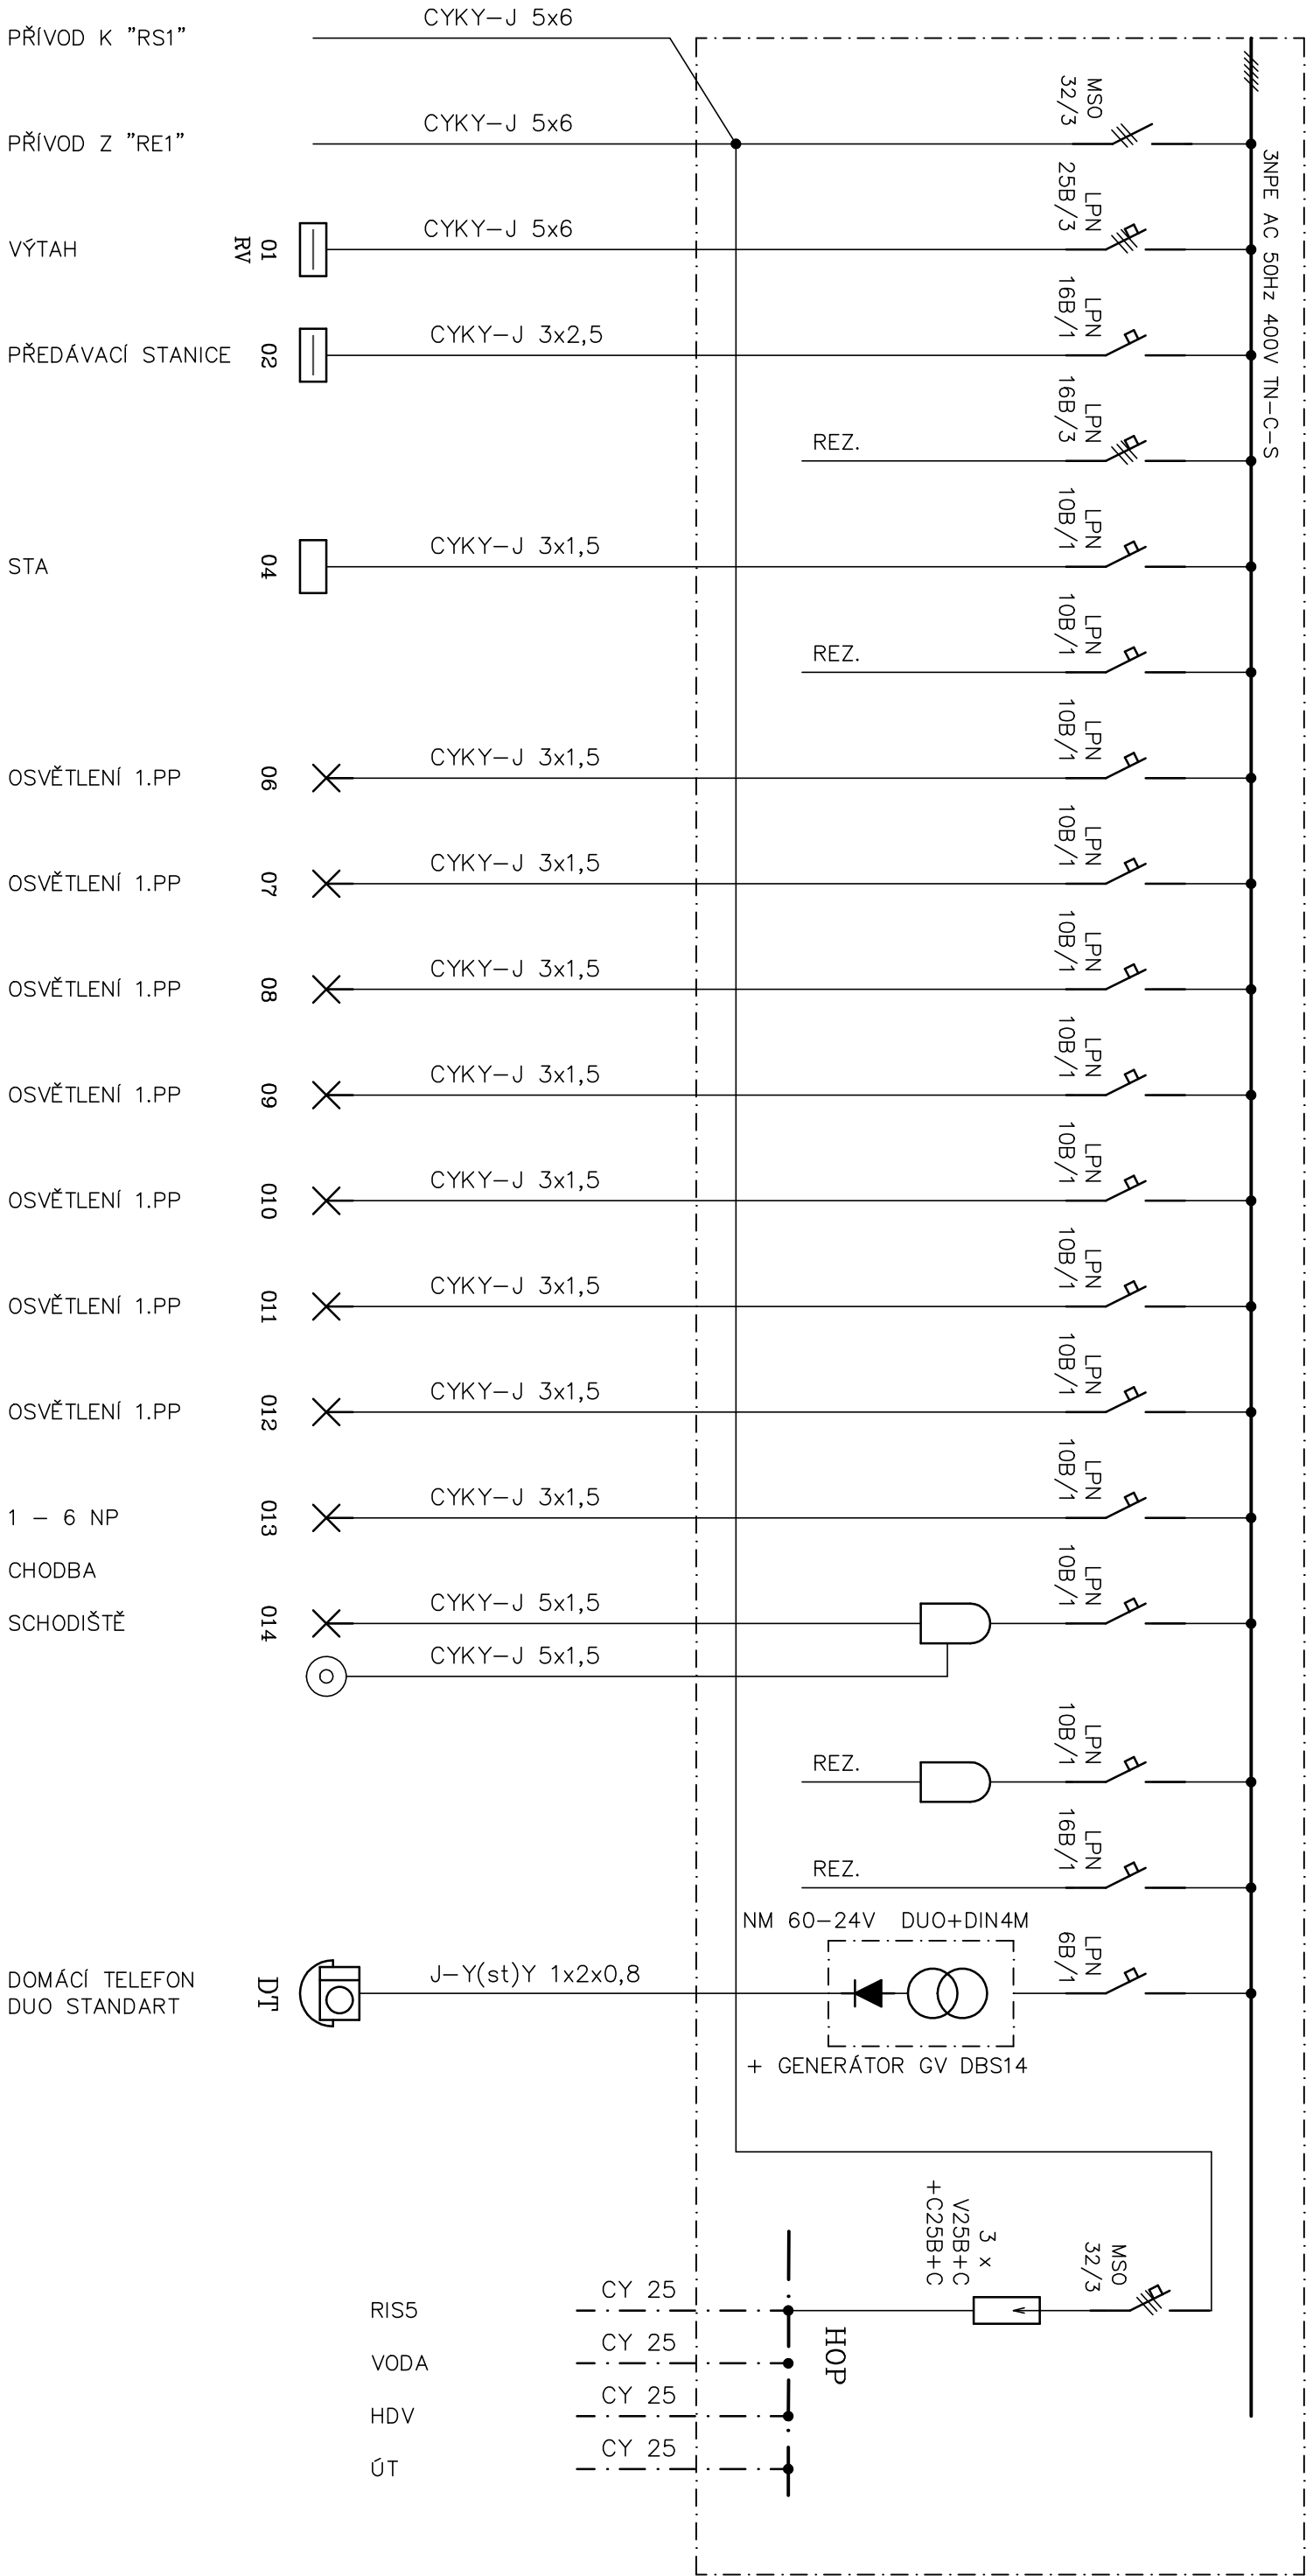 PŘÍVOD K "RS1"
CYKY-J 5x6
PŘÍVOD Z "RE1"
CYKY-J 5x6
MSO
32/3
3NPE AC 50Hz 400V TN-C-S
VÝTAH
01
RV
CYKY-J 5x6
LPN
25B/3
PŘEDÁVACÍ STANICE
02
CYKY-J 3x2,5
LPN
16B/1
REZ.
LPN
16B/3
STA
04
CYKY-J 3x1,5
LPN
10B/1
REZ.
LPN
10B/1
OSVĚTLENÍ 1.PP
06
CYKY-J 3x1,5
LPN
10B/1
OSVĚTLENÍ 1.PP
07
CYKY-J 3x1,5
LPN
10B/1
OSVĚTLENÍ 1.PP
08
CYKY-J 3x1,5
LPN
10B/1
OSVĚTLENÍ 1.PP
09
CYKY-J 3x1,5
LPN
10B/1
OSVĚTLENÍ 1.PP
010
CYKY-J 3x1,5
LPN
10B/1
OSVĚTLENÍ 1.PP
011
CYKY-J 3x1,5
LPN
10B/1
OSVĚTLENÍ 1.PP
012
CYKY-J 3x1,5
LPN
10B/1
1 - 6 NP
013
CYKY-J 3x1,5
LPN
10B/1
CHODBA
SCHODIŠTĚ
014
CYKY-J 5x1,5
LPN
10B/1
CYKY-J 5x1,5
REZ.
LPN
10B/1
REZ.
LPN
16B/1
NM 60-24V DUO+DIN4M
DOMÁCÍ TELEFON
DUO STANDART
DT
J-Y(st)Y 1x2x0,8
LPN
6B/1
+ GENERÁTOR GV DBS14
3 x
V25B+C
+C25B+C
MSO
32/3
HOP
RIS5
CY 25
VODA
CY 25
HDV
CY 25
ÚT
CY 25